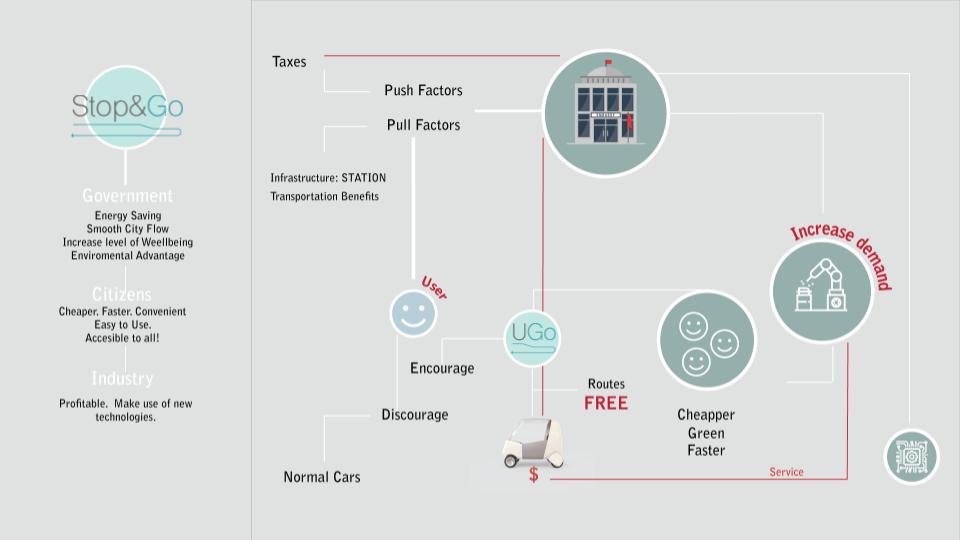 Stop&Go
Government
Energy Saving
Smooth City Flow
Increase level of Weellbeing
Enviromental Advantage
Citizens
Cheaper. Faster. Convenient
Easy to Use.
Accesible to all!
Industry
Profitable. Make use of new
technologies.
Taxes
Push Factors
Pull Factors
Infrastructure: STATION
Transportation Benefits
User
Encourage
Discourage
Normal Cars
UGo
Routes
FREE
$
Cheapper
Green
Faster
Increase demand
Service